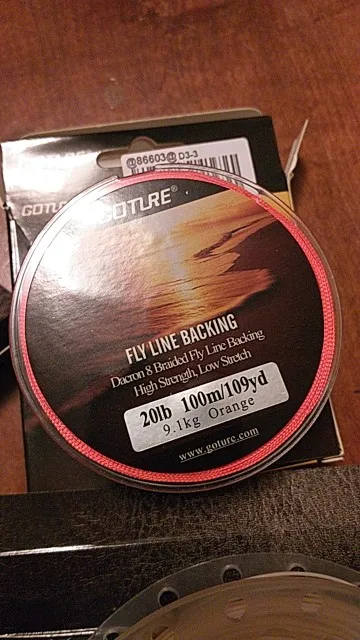 @86603@ D3-3
GOTURE
GOTURE®
FLY LINE BACKING
Dacron 8 Braided Fly Line Backing
High Strength, Low Stretch
20lb 100m/109yd
9.1kg Orange
www.goture.com